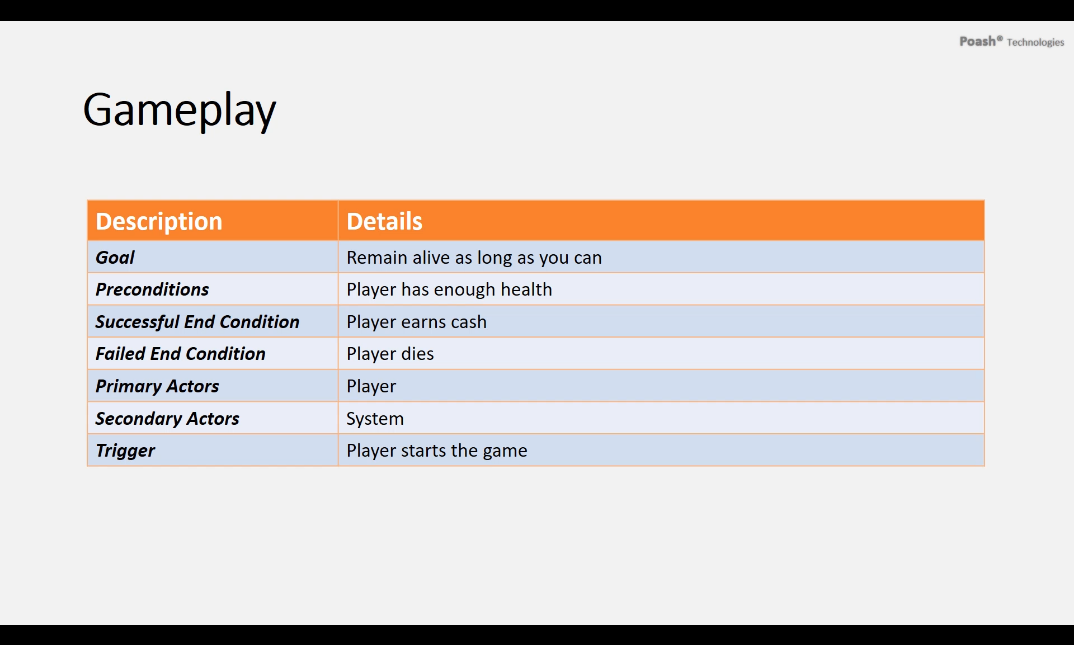 Poash® Technologies
Gameplay
Description Details
Goal Remain alive as long as you can
Preconditions Player has enough health
Successful End Condition Player earns cash
Failed End Condition Player dies
Primary Actors Player
Secondary Actors System
Trigger Player starts the game